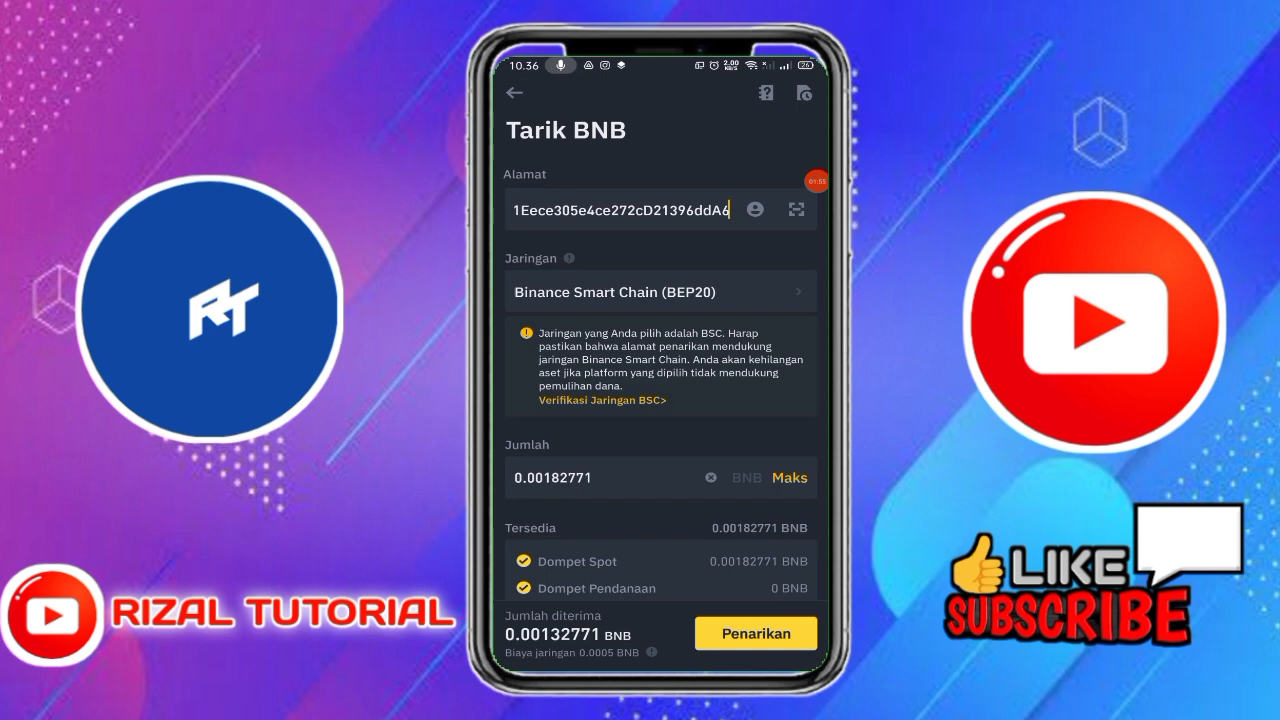 10.36
2.00
KB/S
26
Tarik BNB
Alamat
01:55
1Eece305e4ce272cD21396ddA6
Jaringan
Binance Smart Chain (BEP20)
Jaringan yang Anda pilih adalah BSC. Harap
pastikan bahwa alamat penarikan mendukung
jaringan Binance Smart Chain. Anda akan kehilangan
aset jika platform yang dipilih tidak mendukung
pemulihan dana.
Verifikasi Jaringan BSC>
Jumlah
0.00182771 BNB Maks
Tersedia 0.00182771 BNB
Dompet Spot 0.00182771 BNB
Dompet Pendanaan 0 BNB
Jumlah diterima
0.00132771 BNB
Biaya jaringan 0.0005 BNB
Penarikan
RT
RIZAL TUTORIAL
LIKE
SUBSCRIBE